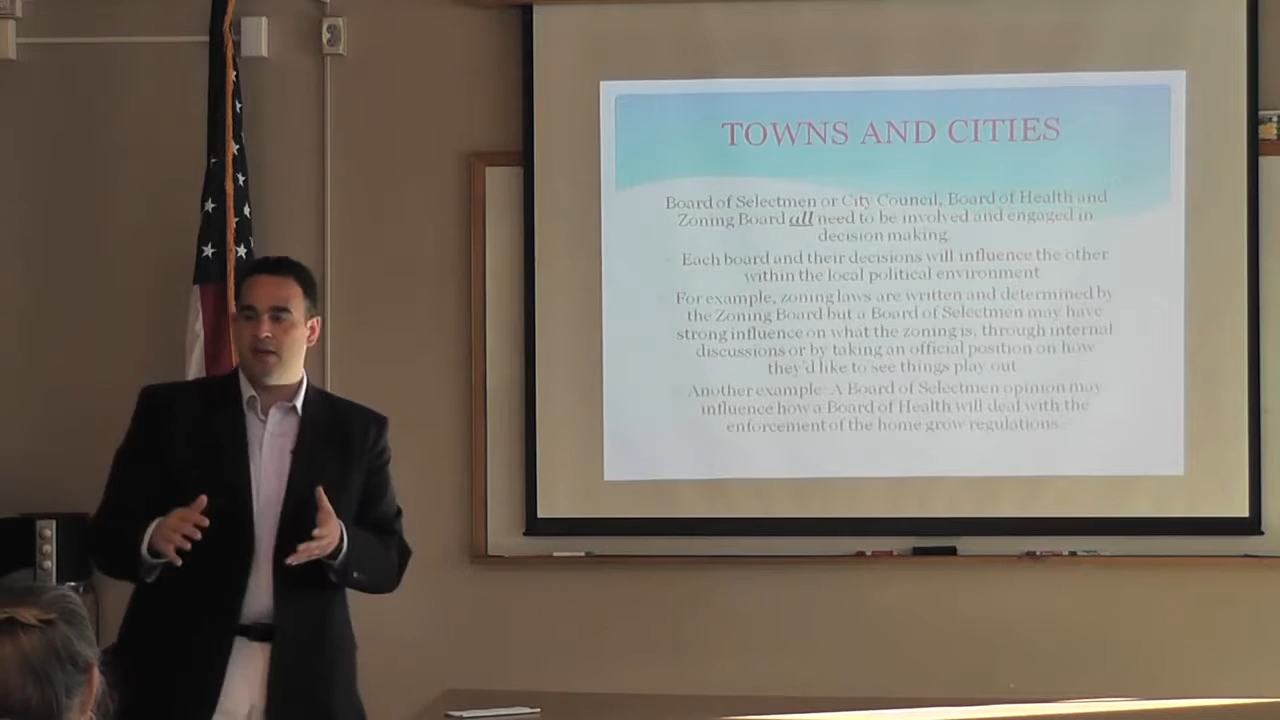 TOWNS AND CITIES
Board of Selectmen or City Council, Board of Health and
Zoning Board all need to be involved and engaged in
decision making.
Each board and their decisions will influence the other
within the local political environment
For example, zoning laws are written and determined by
the Zoning Board but a Board of Selectmen may have
strong influence on what the zoning is, through internal
discussions or by taking an official position on how
they'd like to see things play out
Another example: A Board of Selectmen opinion may
influence how a Board of Health will deal with the
enforcement of the home grow regulations.